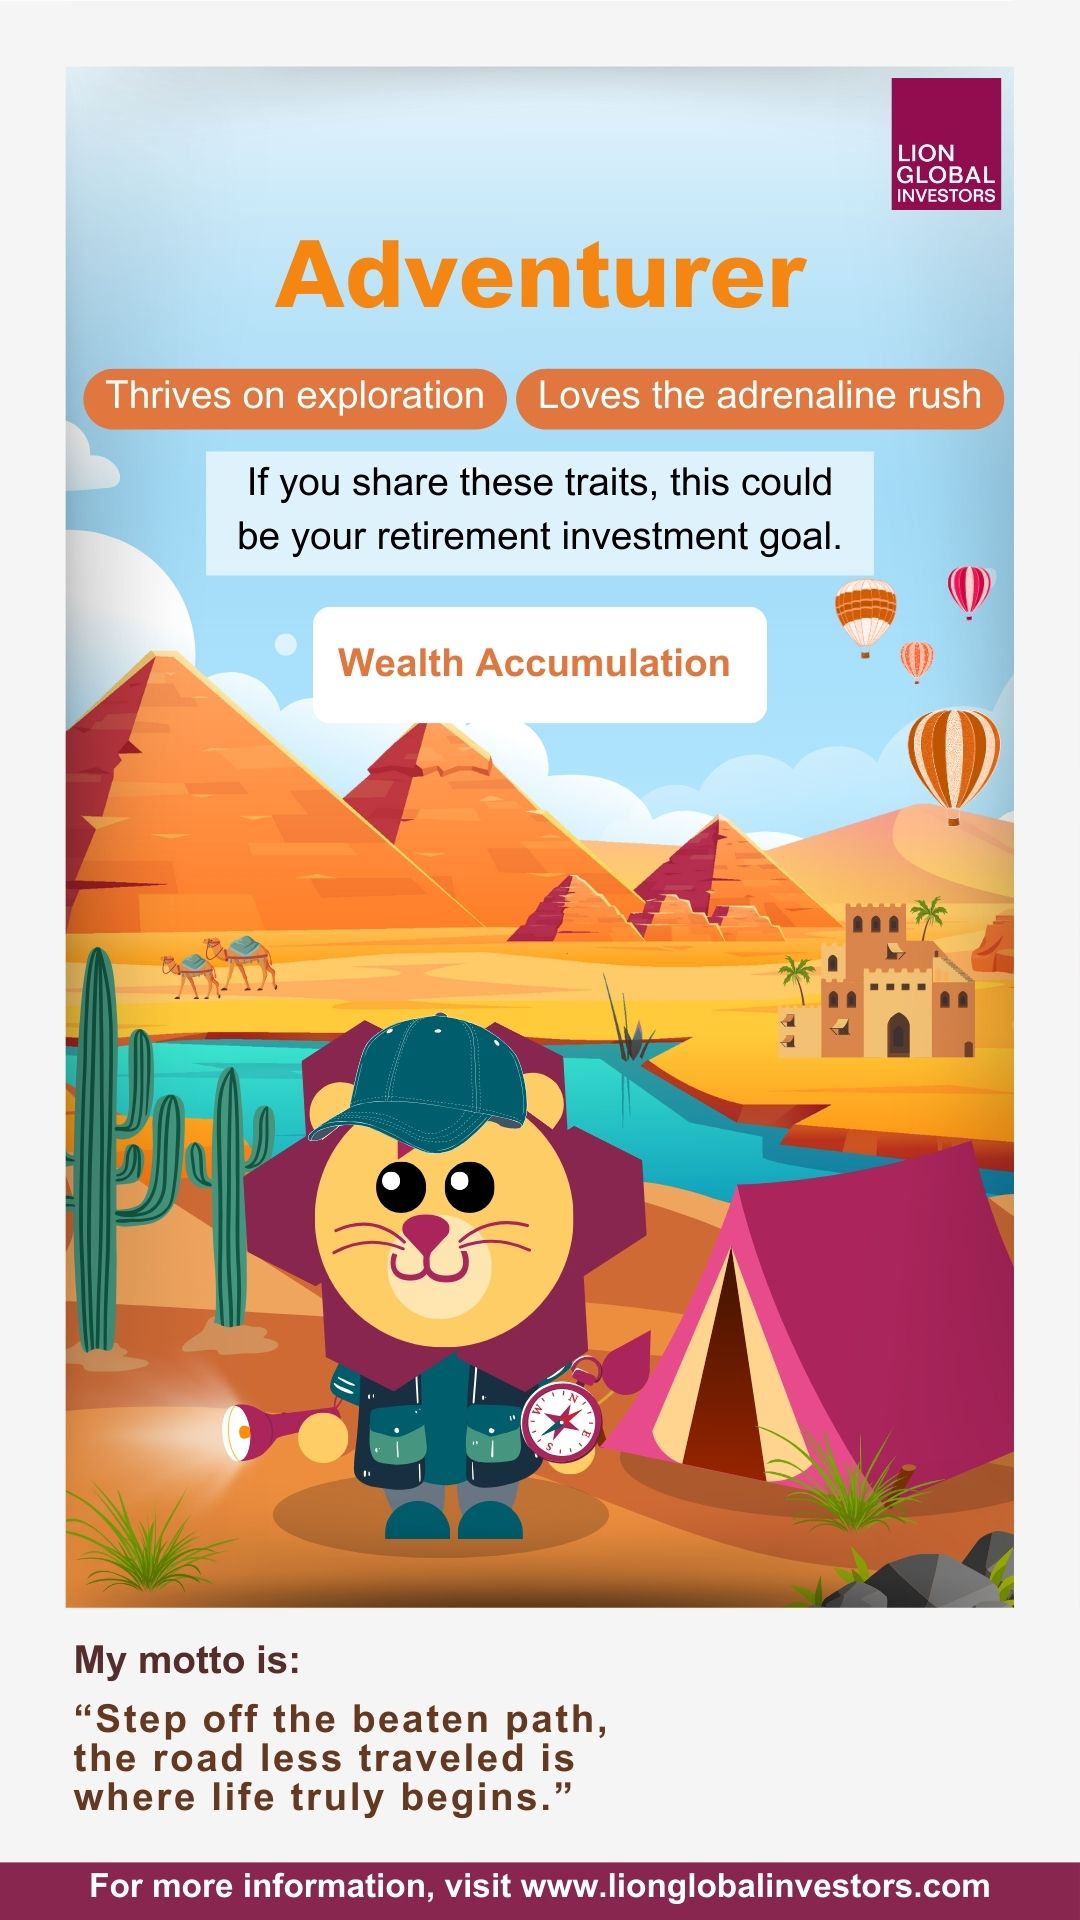 LION
GLOBAL
INVESTORS
Adventurer
Thrives on exploration
Loves the adrenaline rush
If you share these traits, this could
be your retirement investment goal.
Wealth Accumulation
N
E
S
W
My motto is:
“Step off the beaten path,
the road less traveled is
where life truly begins.”
For more information, visit www.lionglobalinvestors.com